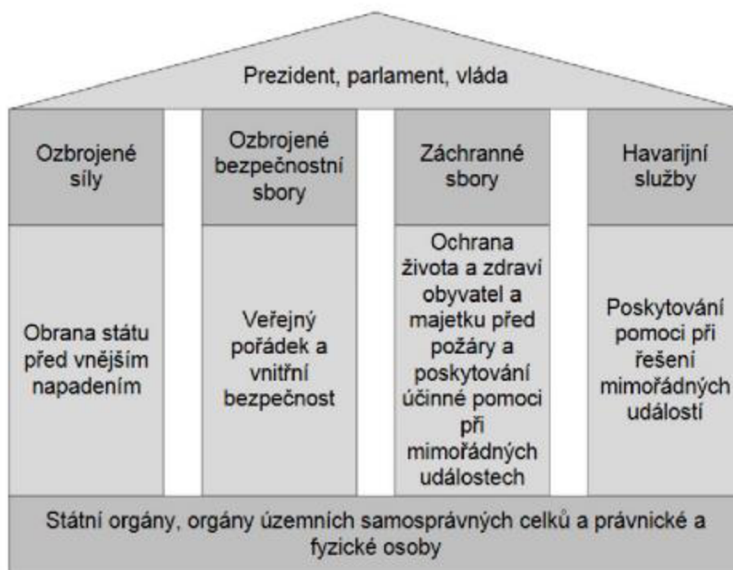 Prezident, parlament, vláda
Ozbrojené
síly
Ozbrojené
bezpečnostní
sbory
Záchranné
sbory
Havarijní
služby
Obrana státu
před vnějším
napadením
Veřejný
pořádek a
vnitřní
bezpečnost
Ochrana
života a zdraví
obyvatel a
majetku před
požáry a
poskytování
účinné pomoci
při
mimořádných
událostech
Poskytování
pomoci při
řešení
mimořádných
událostí
Státní orgány, orgány územních samosprávných celků a právnické a
fyzické osoby